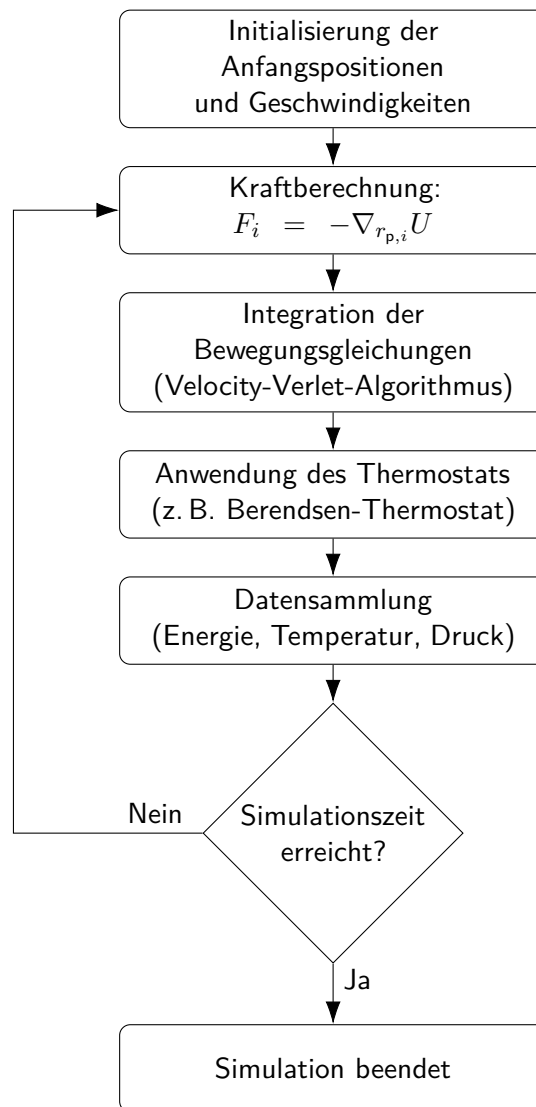 Initialisierung der
Anfangspositionen
und Geschwindigkeiten
Kraftberechnung:
F_i = −∇_{r_{p,i}} U
Integration der
Bewegungsgleichungen
(Velocity-Verlet-Algorithmus)
Anwendung des Thermostats
(z. B. Berendsen-Thermostat)
Datensammlung
(Energie, Temperatur, Druck)
Nein
Simulationszeit
erreicht?
Ja
Simulation beendet